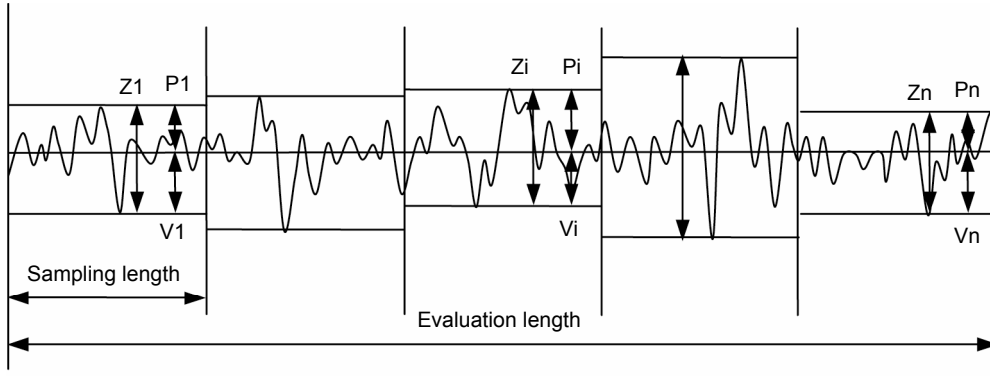 Z1 P1
Zi Pi
Zn Pn
V1
Vi
Vn
Sampling length
Evaluation length